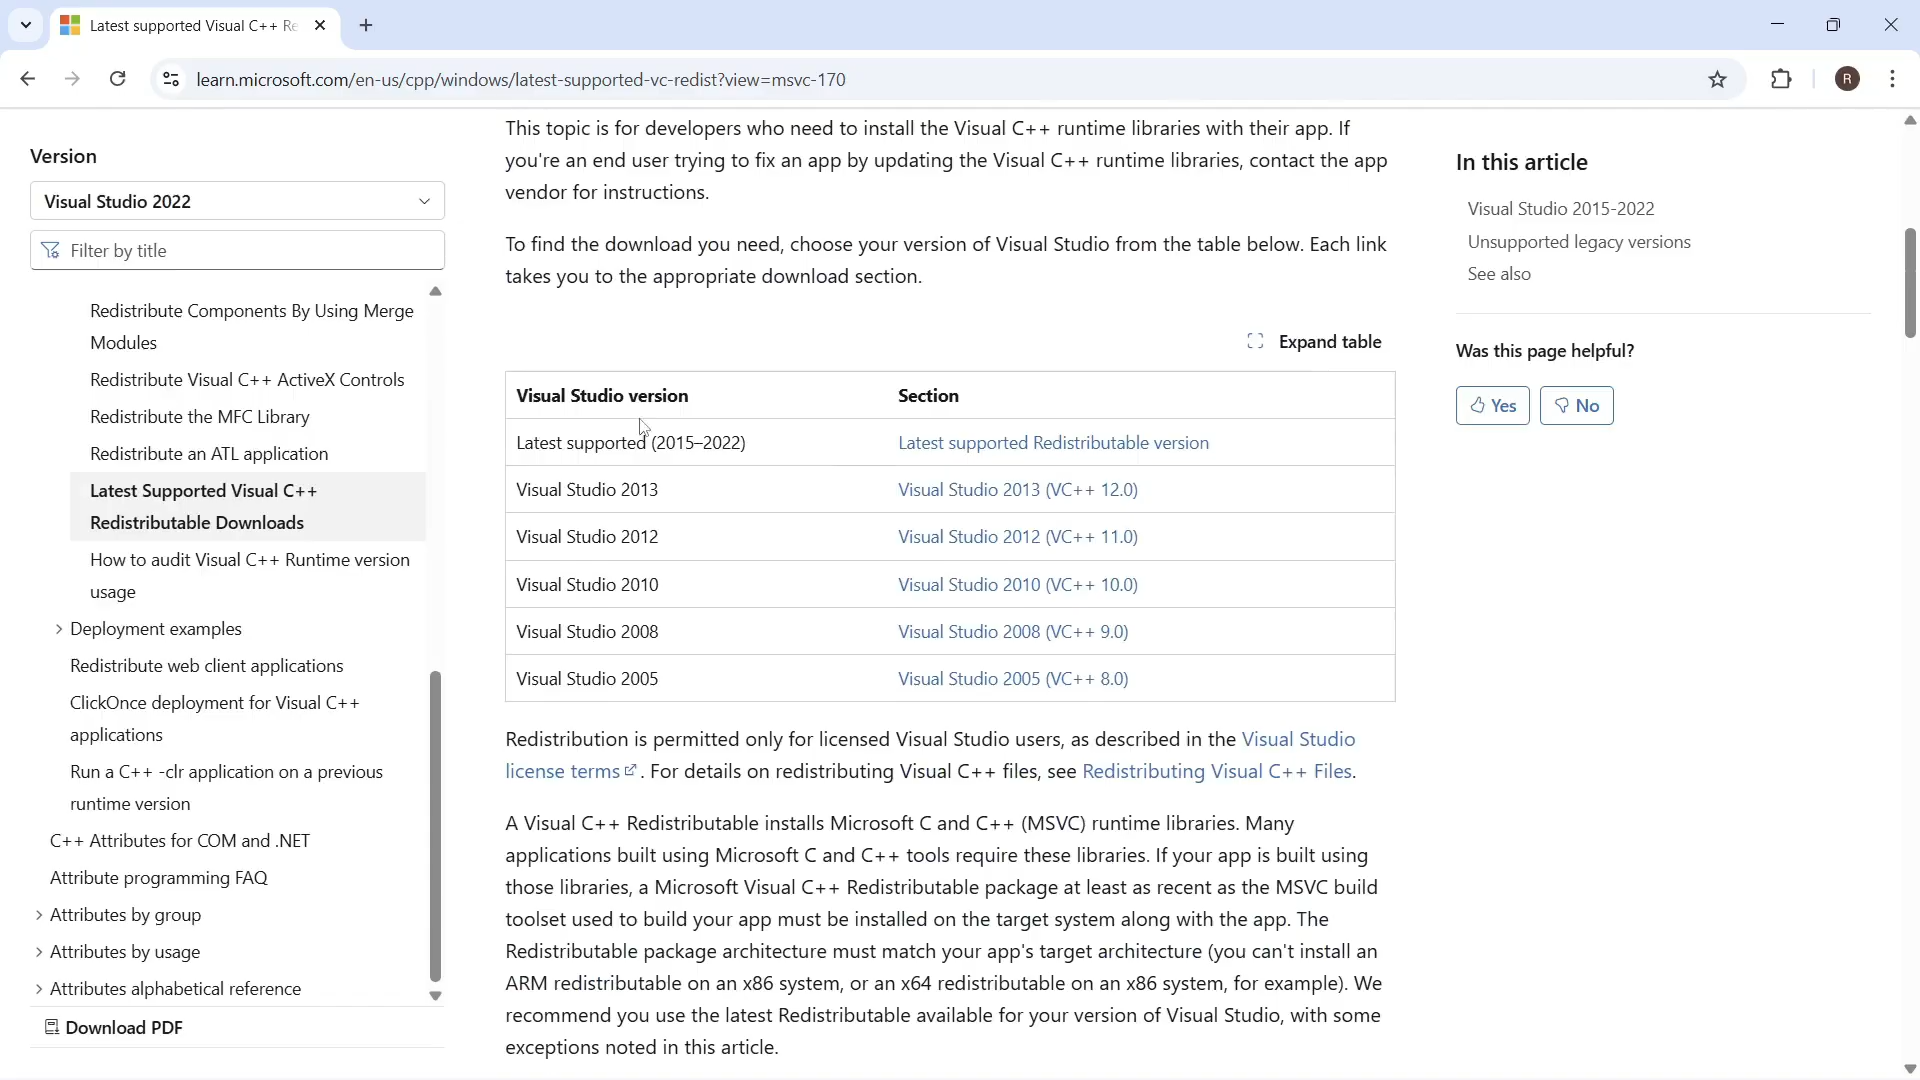 Latest supported Visual C++ Re
learn.microsoft.com/en-us/cpp/windows/latest-supported-vc-redist?view=msvc-170
R
Version
Visual Studio 2022
Filter by title
Redistribute Components By Using Merge
Modules
Redistribute Visual C++ ActiveX Controls
Redistribute the MFC Library
Redistribute an ATL application
Latest Supported Visual C++
Redistributable Downloads
How to audit Visual C++ Runtime version
usage
Deployment examples
Redistribute web client applications
ClickOnce deployment for Visual C++
applications
Run a C++ -clr application on a previous
runtime version
C++ Attributes for COM and .NET
Attribute programming FAQ
Attributes by group
Attributes by usage
Attributes alphabetical reference
Download PDF
This topic is for developers who need to install the Visual C++ runtime libraries with their app. If
you're an end user trying to fix an app by updating the Visual C++ runtime libraries, contact the app
vendor for instructions.
To find the download you need, choose your version of Visual Studio from the table below. Each link
takes you to the appropriate download section.
Expand table
Visual Studio version Section
Latest supported (2015–2022) Latest supported Redistributable version
Visual Studio 2013 Visual Studio 2013 (VC++ 12.0)
Visual Studio 2012 Visual Studio 2012 (VC++ 11.0)
Visual Studio 2010 Visual Studio 2010 (VC++ 10.0)
Visual Studio 2008 Visual Studio 2008 (VC++ 9.0)
Visual Studio 2005 Visual Studio 2005 (VC++ 8.0)
Redistribution is permitted only for licensed Visual Studio users, as described in the Visual Studio
license terms. For details on redistributing Visual C++ files, see Redistributing Visual C++ Files.
A Visual C++ Redistributable installs Microsoft C and C++ (MSVC) runtime libraries. Many
applications built using Microsoft C and C++ tools require these libraries. If your app is built using
those libraries, a Microsoft Visual C++ Redistributable package at least as recent as the MSVC build
toolset used to build your app must be installed on the target system along with the app. The
Redistributable package architecture must match your app's target architecture (you can't install an
ARM redistributable on an x86 system, or an x64 redistributable on an x86 system, for example). We
recommend you use the latest Redistributable available for your version of Visual Studio, with some
exceptions noted in this article.
In this article
Visual Studio 2015-2022
Unsupported legacy versions
See also
Was this page helpful?
Yes No